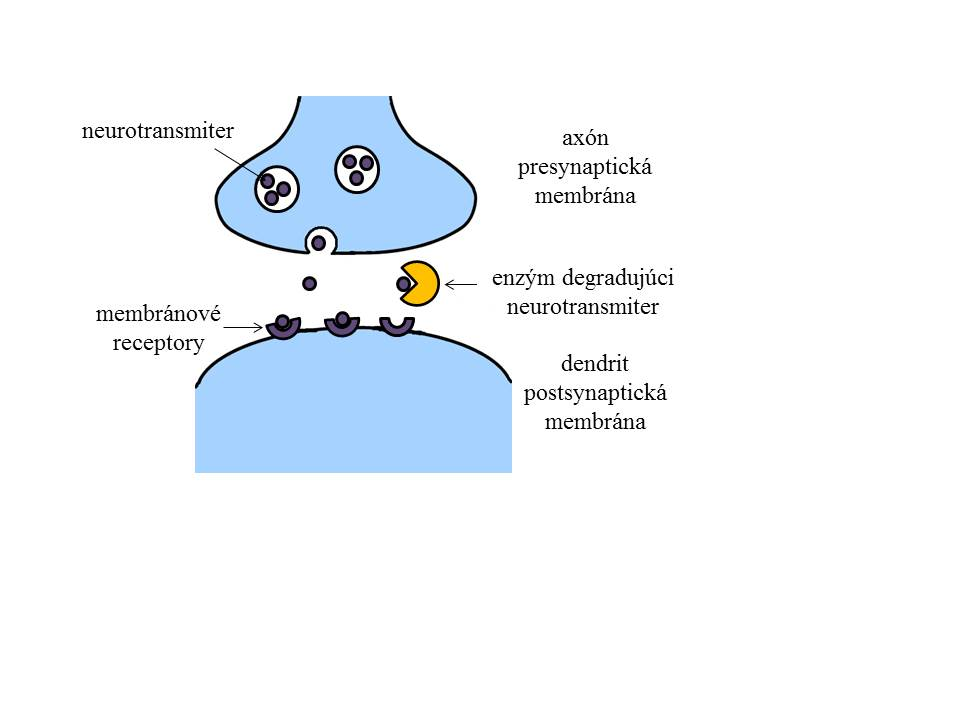 neurotransmiter
axón
presynaptická
membrána
enzým degradujúci
neurotransmiter
membránové
receptory
dendrit
postsynaptická
membrána